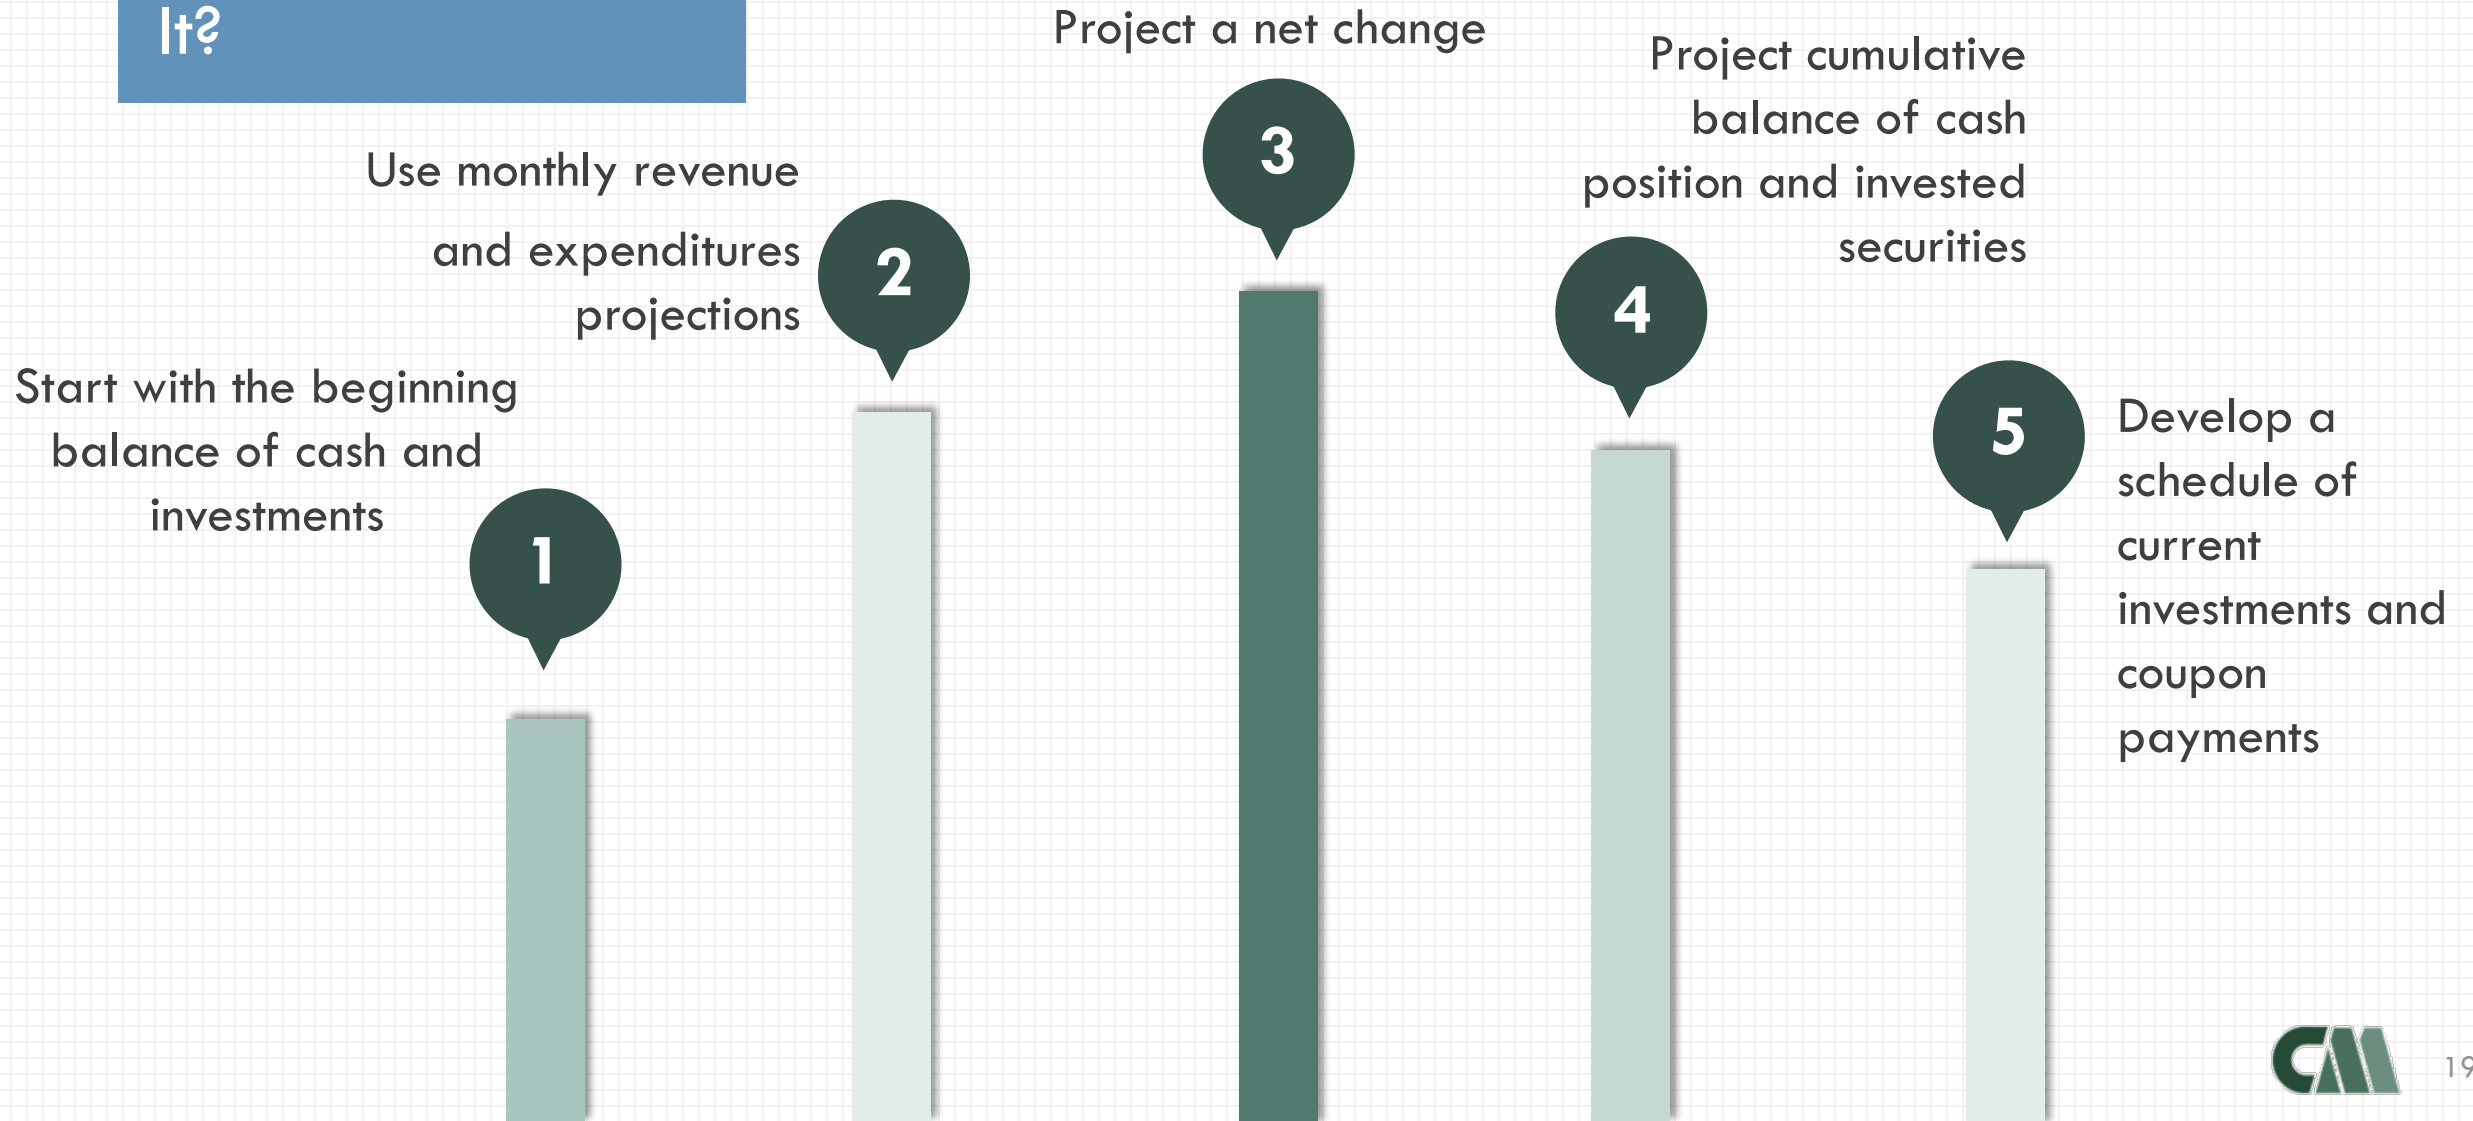 It?
Start with the beginning
balance of cash and
investments
1
Use monthly revenue
and expenditures
projections
2
Project a net change
3
Project cumulative
balance of cash
position and invested
securities
4
5
Develop a
schedule of
current
investments and
coupon
payments
CM
19